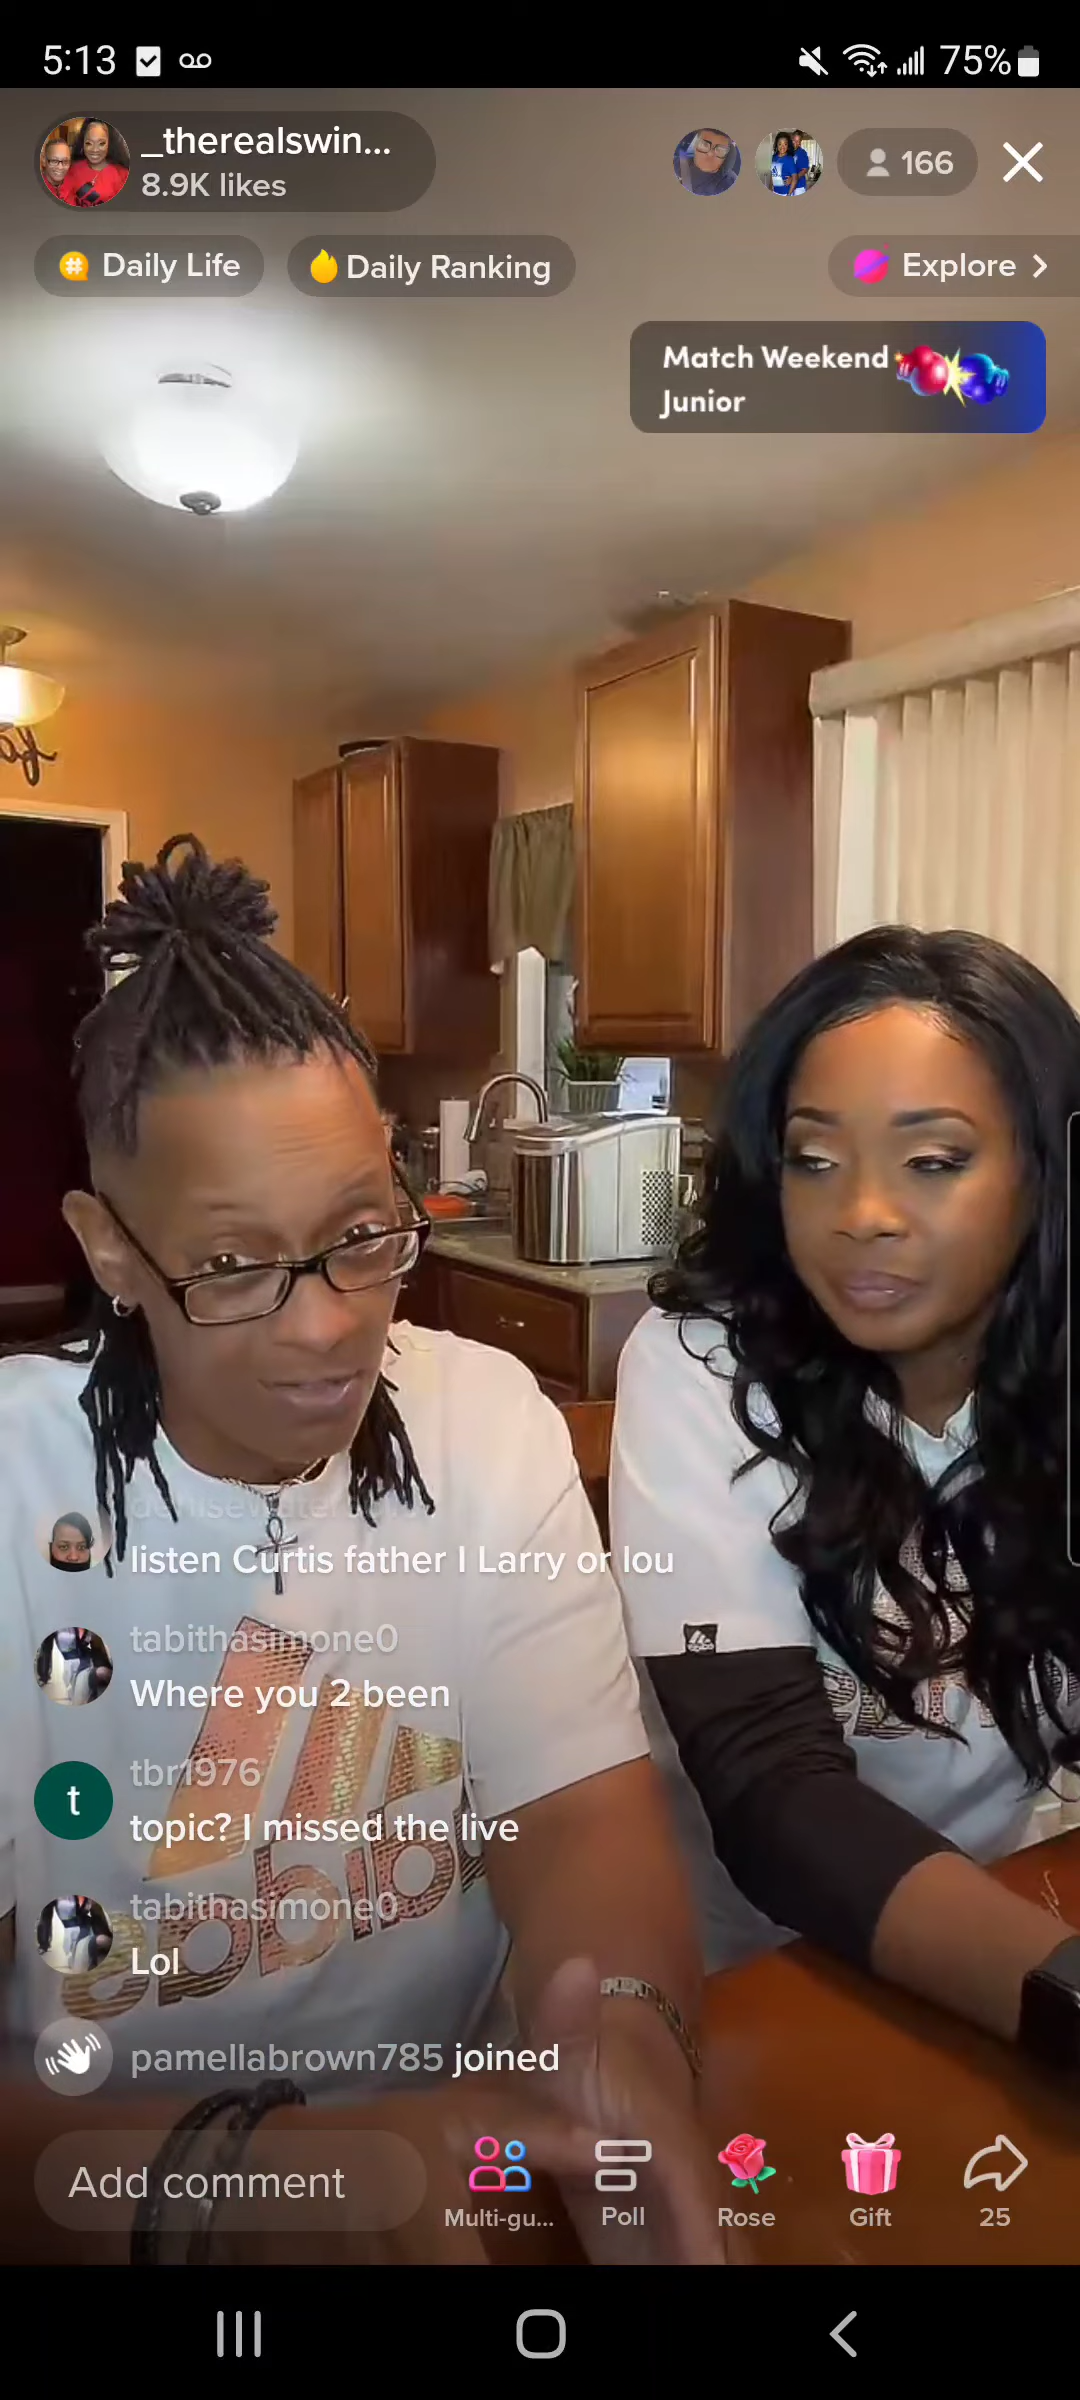 5:13
75%
_therealswin...
8.9K likes
166
Daily Life
Daily Ranking
Explore >
Match Weekend
Junior
listen Curtis father I Larry or lou
tabithasimone0
Where you 2 been
t
tbr1976
topic? I missed the live
tabithasimone0
Lol
adidas
pamellabrown785 joined
Add comment
Multi-gu...
Poll
Rose
Gift
25